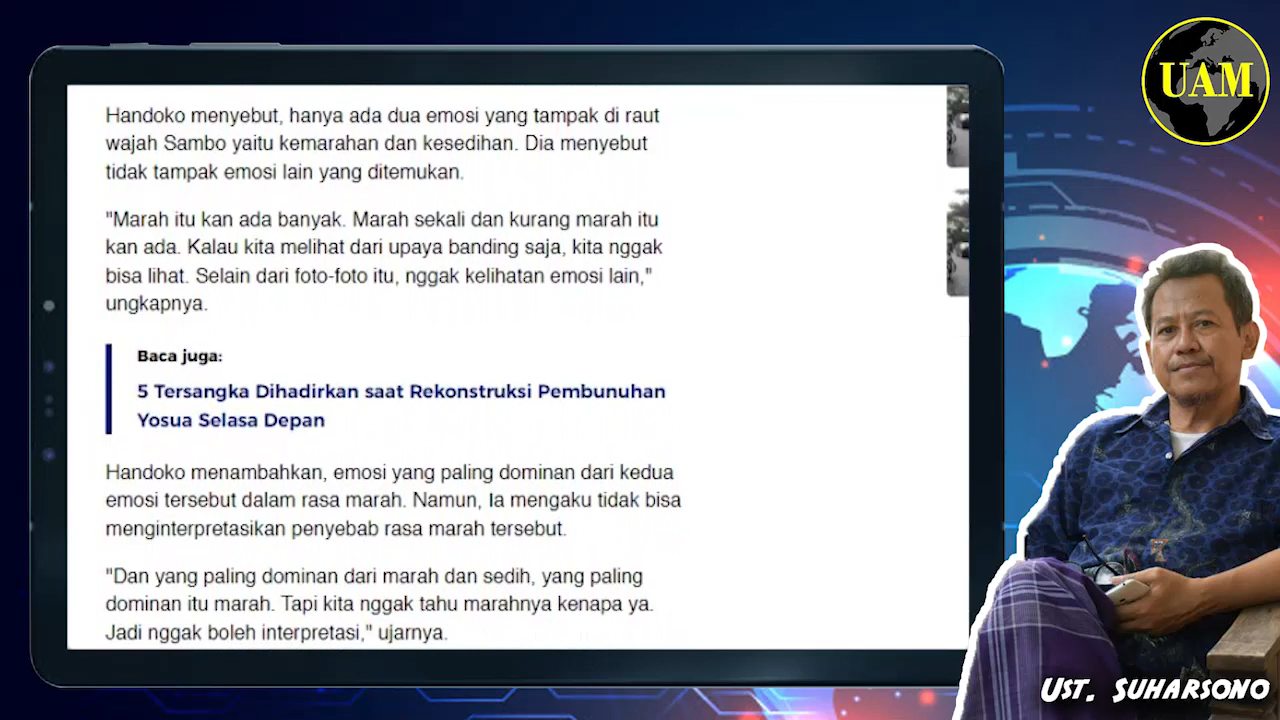 Handoko menyebut, hanya ada dua emosi yang tampak di raut
wajah Sambo yaitu kemarahan dan kesedihan. Dia menyebut
tidak tampak emosi lain yang ditemukan.
"Marah itu kan ada banyak. Marah sekali dan kurang marah itu
kan ada. Kalau kita melihat dari upaya banding saja, kita nggak
bisa lihat. Selain dari foto-foto itu, nggak kelihatan emosi lain,"
ungkapnya.
Baca juga:
5 Tersangka Dihadirkan saat Rekonstruksi Pembunuhan
Yosua Selasa Depan
Handoko menambahkan, emosi yang paling dominan dari kedua
emosi tersebut dalam rasa marah. Namun, Ia mengaku tidak bisa
menginterpretasikan penyebab rasa marah tersebut.
"Dan yang paling dominan dari marah dan sedih, yang paling
dominan itu marah. Tapi kita nggak tahu marahnya kenapa ya.
Jadi nggak boleh interpretasi," ujarnya.
UAM
Ust. Suharsono